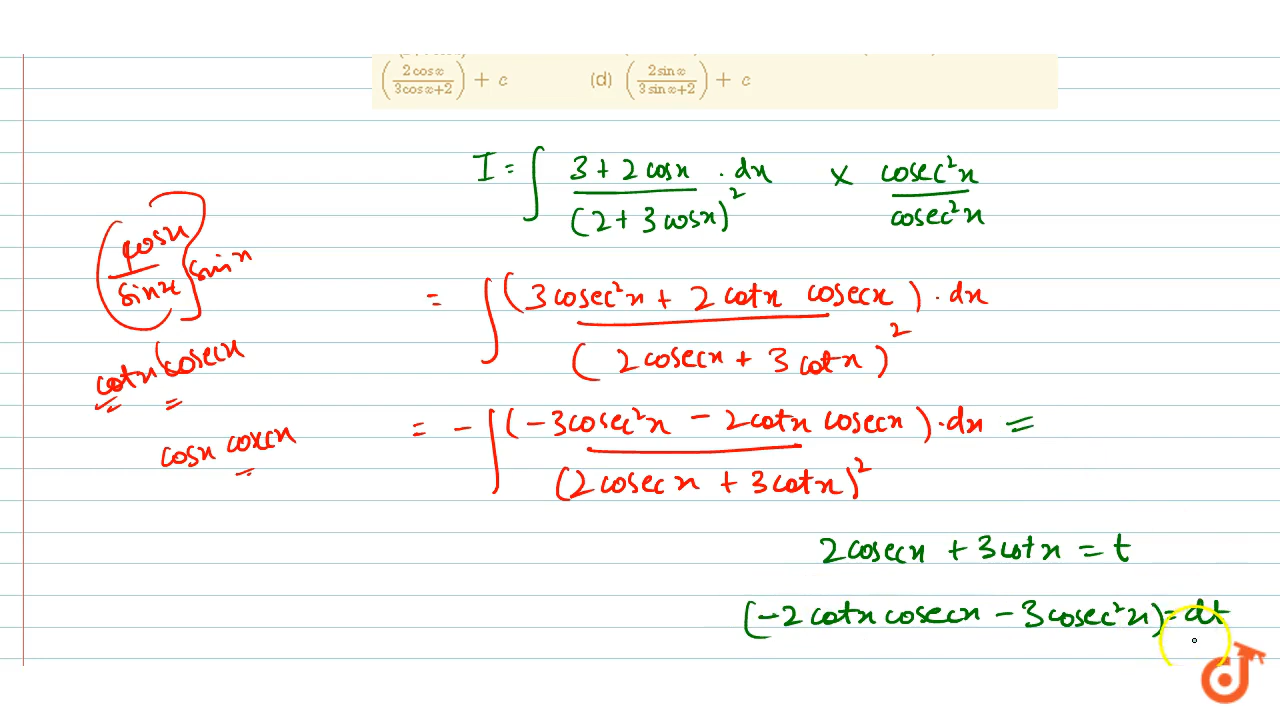 (2cosx/3cosx+2) + c (d) (2sinx/3sinx+2) + c
I = ∫ 3 + 2cosx . dx / (2 + 3cosx)² × cosec²x / cosec²x
(cosx / sinx) sinx
= ∫ (3cosec²x + 2cotx cosecx) . dx / (2cosecx + 3cotx)²
cotx (cosecx
= - ∫ (-3cosec²x - 2cotx cosecx) . dx / (2cosecx + 3cotx)² =
cosx
2cosecx + 3cotx = t
(-2cotx cosecx - 3cosec²x) = dt